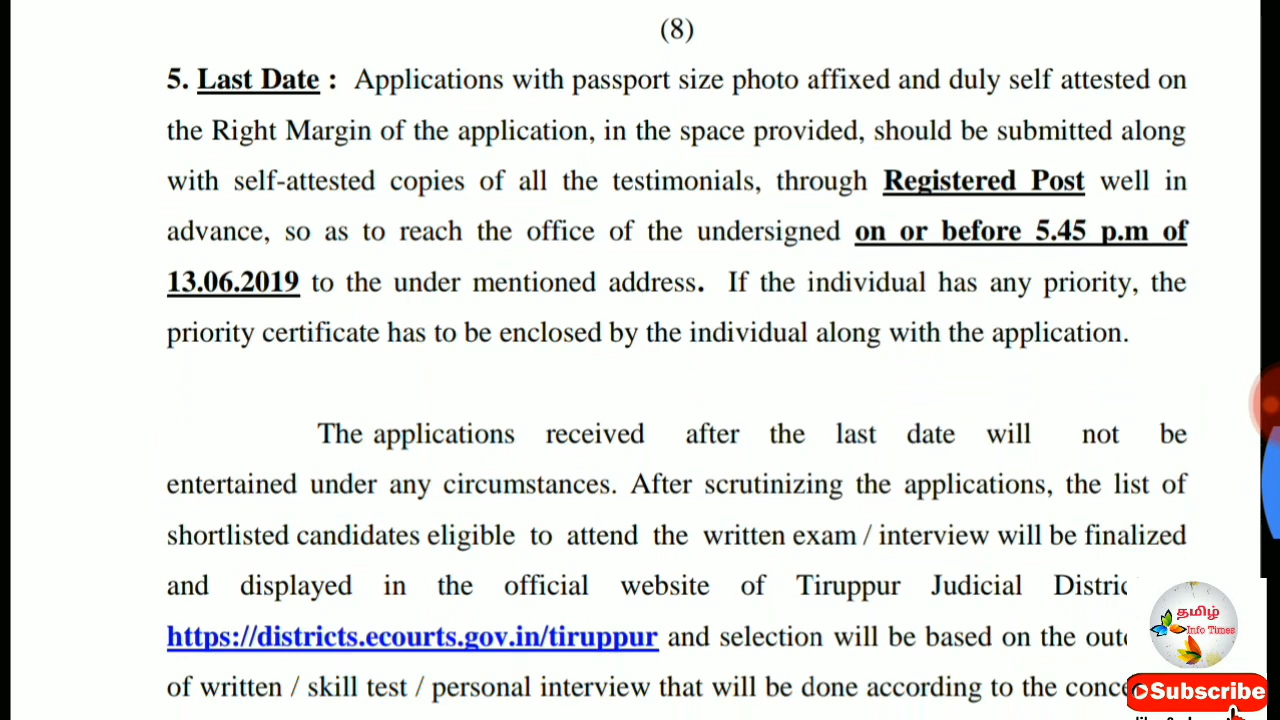 (8)
5. Last Date : Applications with passport size photo affixed and duly self attested on
the Right Margin of the application, in the space provided, should be submitted along
with self-attested copies of all the testimonials, through Registered Post well in
advance, so as to reach the office of the undersigned on or before 5.45 p.m of
13.06.2019 to the under mentioned address. If the individual has any priority, the
priority certificate has to be enclosed by the individual along with the application.
The applications received after the last date will not be
entertained under any circumstances. After scrutinizing the applications, the list of
shortlisted candidates eligible to attend the written exam / interview will be finalized
and displayed in the official website of Tiruppur Judicial
https://districts.ecourts.gov.in/tiruppur and selection will be based on the
of written / skill test / personal interview that will be done according to the
தமிழ்
Info Times
Subscribe